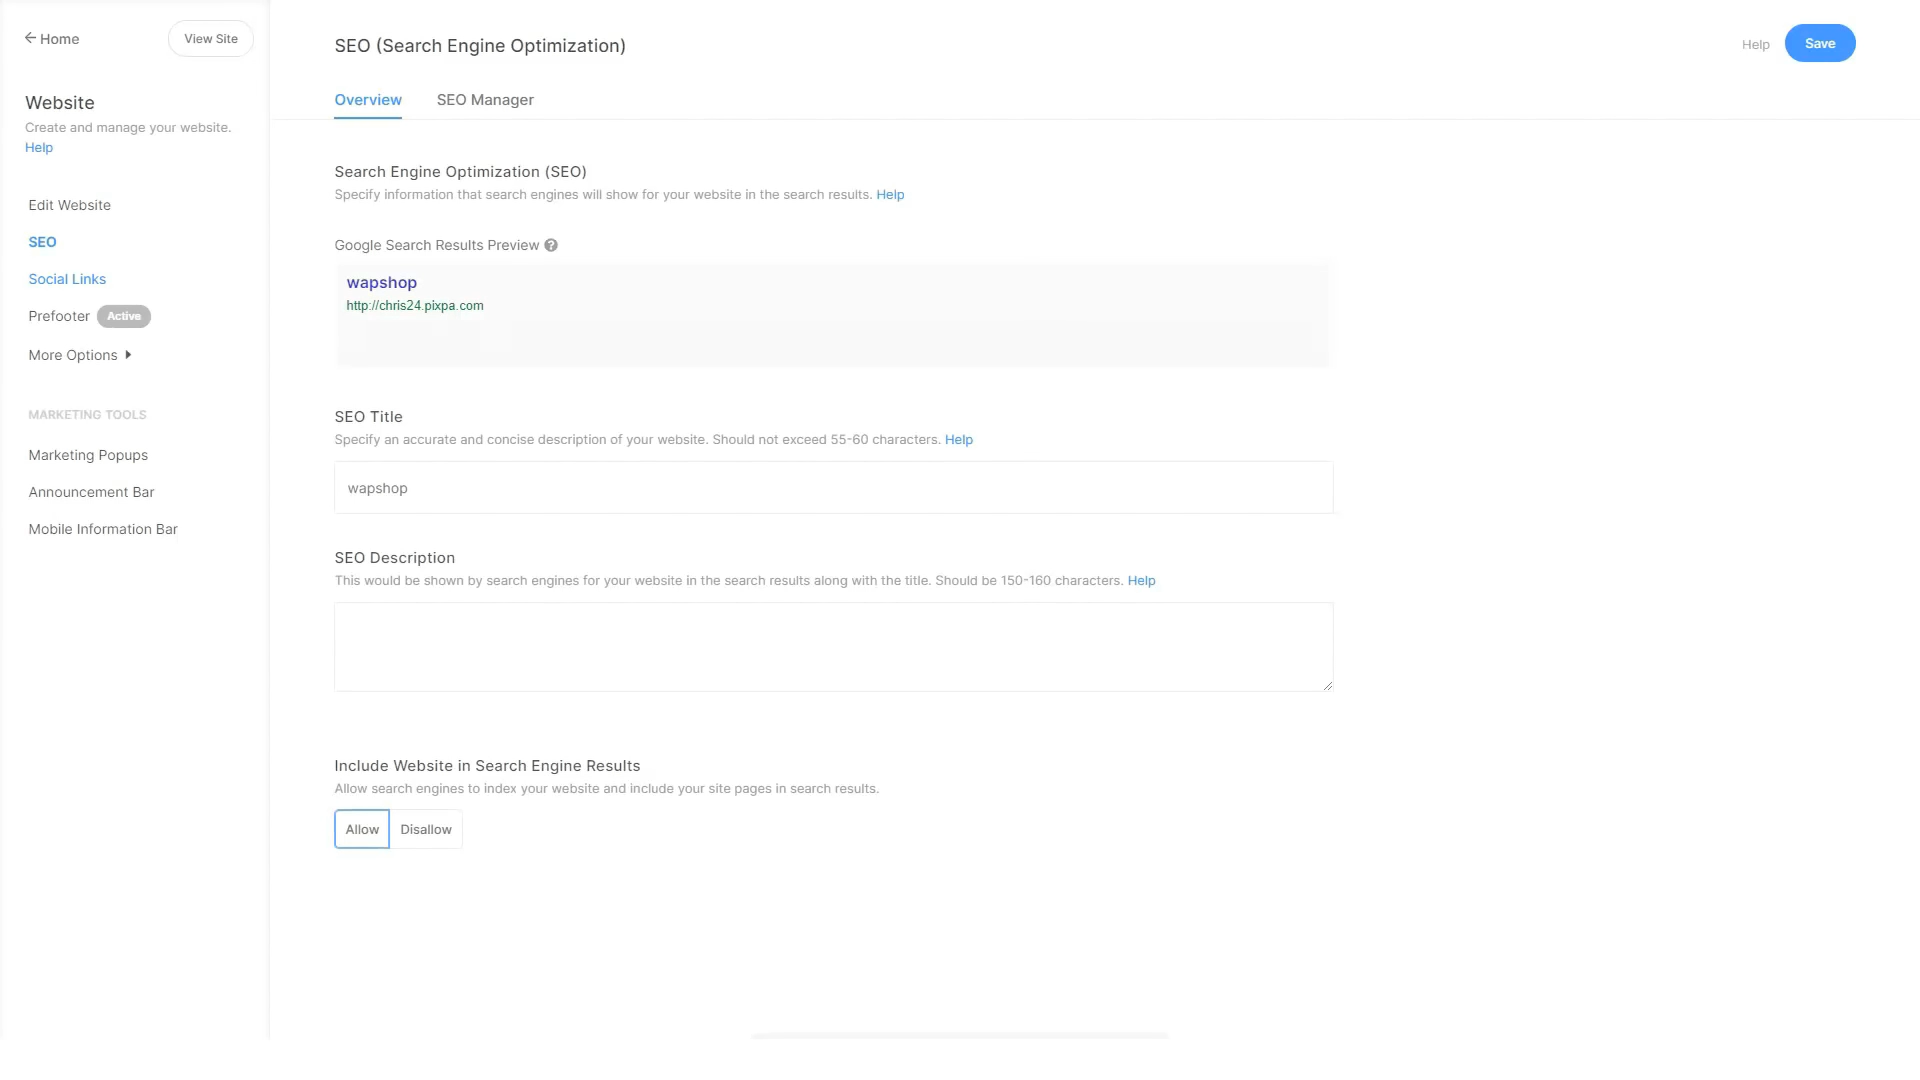 Home
View Site
Website
Create and manage your website.
Help
Edit Website
SEO
Social Links
Prefooter Active
More Options
MARKETING TOOLS
Marketing Popups
Announcement Bar
Mobile Information Bar
SEO (Search Engine Optimization)
Help
Save
Overview
SEO Manager
Search Engine Optimization (SEO)
Specify information that search engines will show for your website in the search results. Help
Google Search Results Preview ?
wapshop
http://chris24.pixpa.com
SEO Title
Specify an accurate and concise description of your website. Should not exceed 55-60 characters. Help
wapshop
SEO Description
This would be shown by search engines for your website in the search results along with the title. Should be 150-160 characters. Help
Include Website in Search Engine Results
Allow search engines to index your website and include your site pages in search results.
Allow Disallow